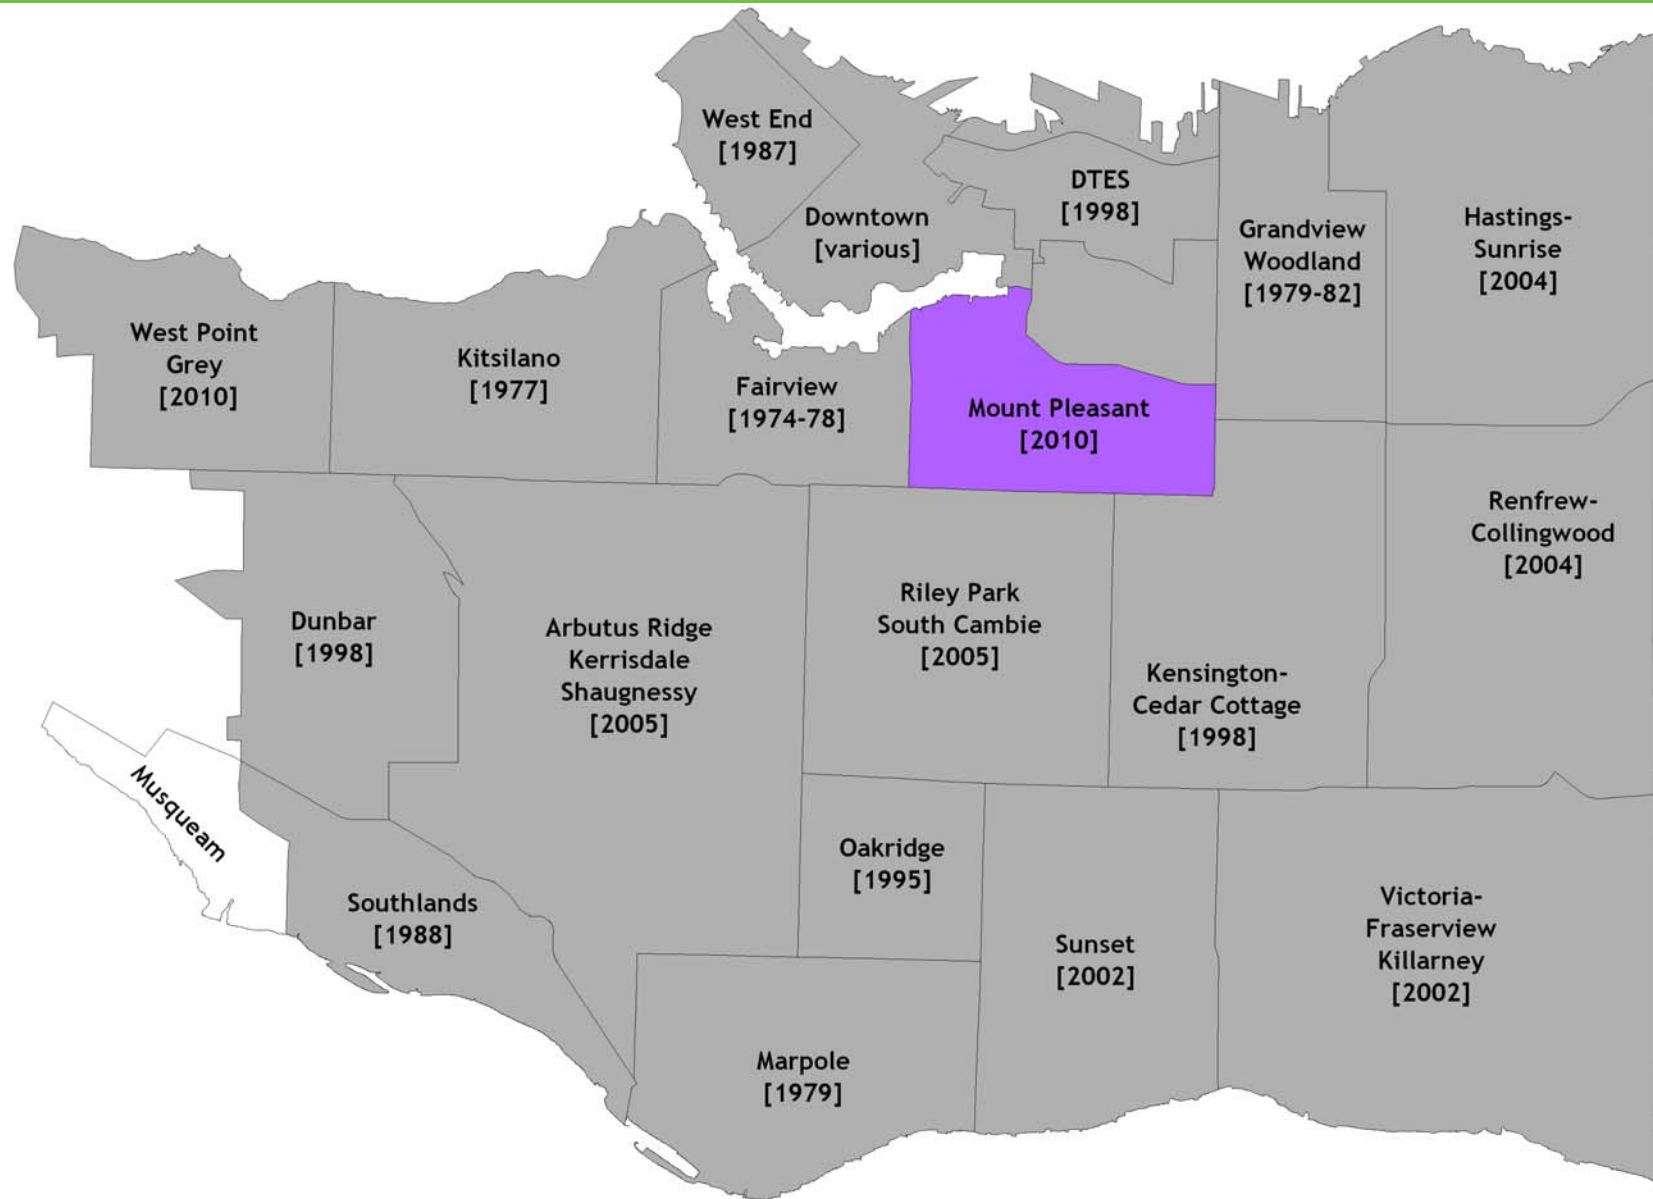 West End
[1987]
Downtown
[various]
DTES
[1998]
Grandview
Woodland
[1979-82]
Hastings-
Sunrise
[2004]
West Point
Grey
[2010]
Kitsilano
[1977]
Fairview
[1974-78]
Mount Pleasant
[2010]
Renfrew-
Collingwood
[2004]
Dunbar
[1998]
Arbutus Ridge
Kerrisdale
Shaugnessy
[2005]
Riley Park
South Cambie
[2005]
Kensington-
Cedar Cottage
[1998]
Musqueam
Southlands
[1988]
Oakridge
[1995]
Sunset
[2002]
Victoria-
Fraserview
Killarney
[2002]
Marpole
[1979]